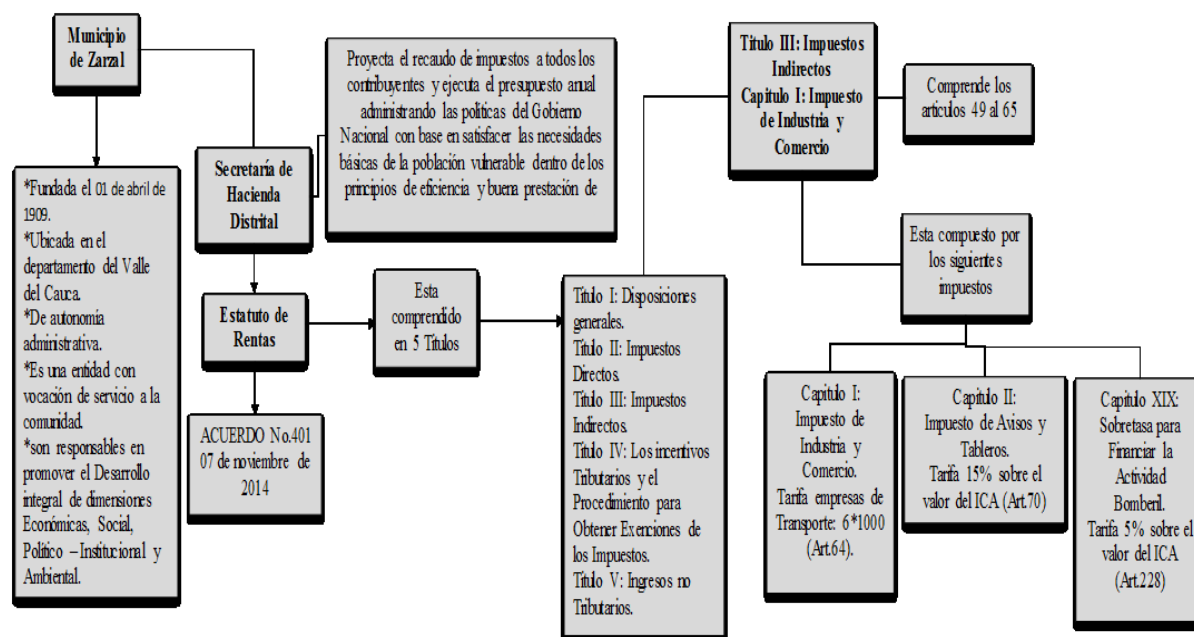 Municipio
de Zarzal
*Fundada el 01 de abril de
1909.
*Ubicada en el
departamento del Valle
del Cauca.
*De autonomía
administrativa.
*Es una entidad con
vocación de servicio a la
comunidad.
*son responsables en
promover el Desarrollo
integral de dimensiones
Económicas, Social,
Político –Institucional y
Ambiental.
Secretaría de
Hacienda
Distrital
Proyecta el recaudo de impuestos a todos los
contribuyentes y ejecuta el presupuesto anual
administrando las políticas del Gobierno
Nacional con base en satisfacer las necesidades
básicas de la población vulnerable dentro de los
principios de eficiencia y buena prestación de
Estatuto de
Rentas
ACUERDO No.401
07 de noviembre de
2014
Esta
comprendido
en 5 Títulos
Título I: Disposiciones
generales.
Título II: Impuestos
Directos.
Título III: Impuestos
Indirectos.
Título IV: Los incentivos
Tributarios y el
Procedimiento para
Obtener Exenciones de
los Impuestos.
Título V: Ingresos no
Tributarios.
Titulo III: Impuestos
Indirectos
Capitulo I: Impuesto
de Industria y
Comercio
Comprende los
articulos 49 al 65
Esta compuesto por
los siguientes
impuestos
Capitulo I:
Impuesto de
Industria y
Comercio.
Tarifa empresas de
Transporte: 6*1000
(Art.64).
Capitulo II:
Impuesto de Avisos y
Tableros.
Tarifa 15% sobre el
valor del ICA (Art.70)
Capitulo XIX:
Sobretasa para
Financiar la
Actividad
Bomberil.
Tarifa 5% sobre el
valor del ICA
(Art.228)